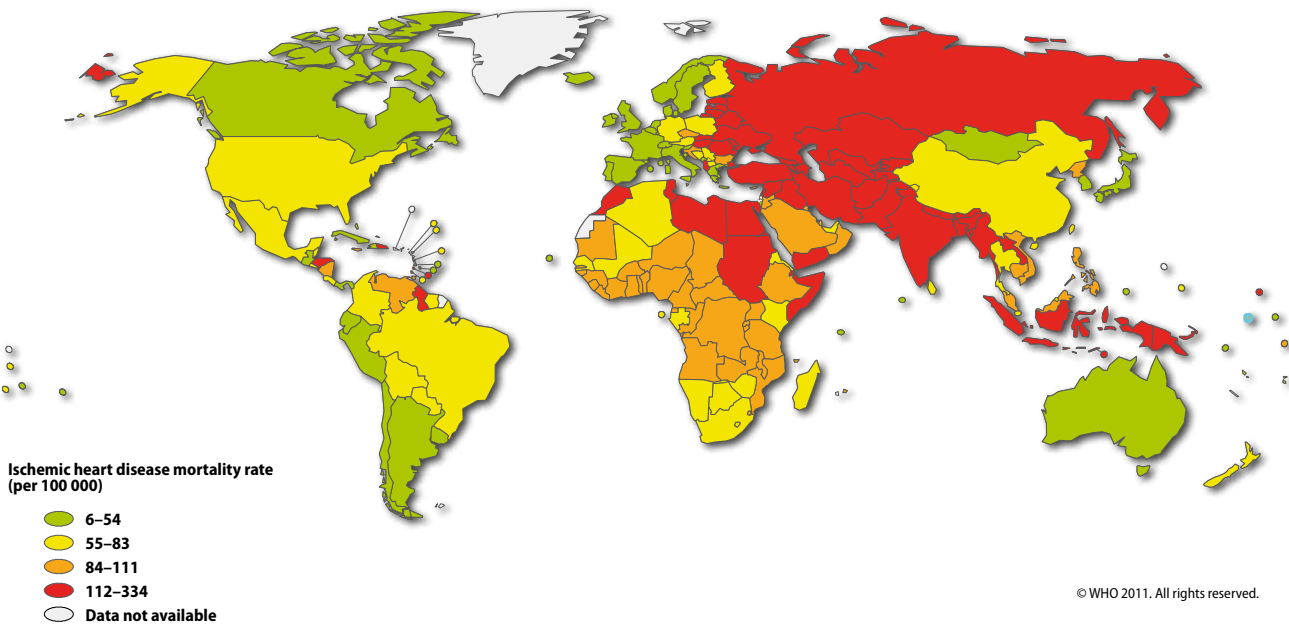 Ischemic heart disease mortality rate
(per 100 000)
6–54
55–83
84–111
112–334
Data not available
© WHO 2011. All rights reserved.